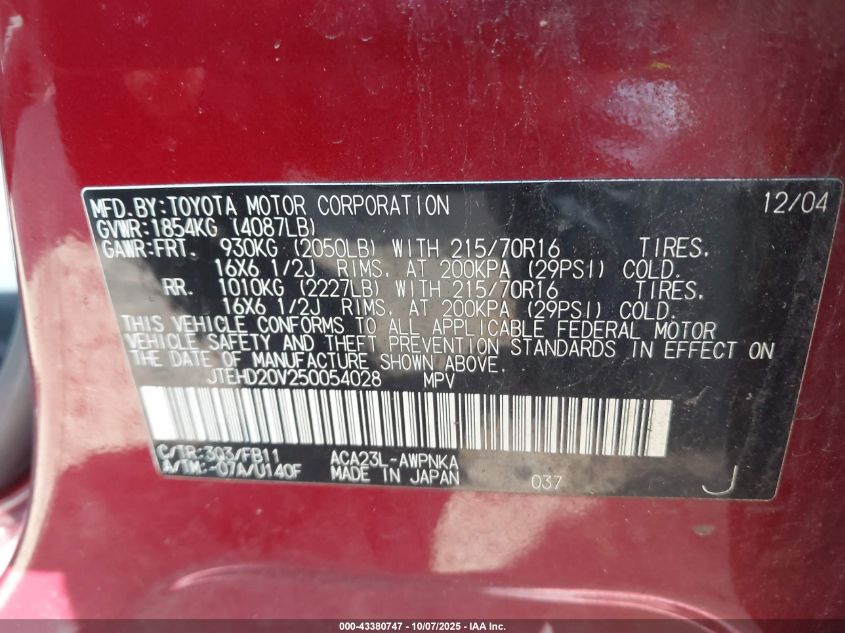 MFD.BY:TOYOTA MOTOR CORPORATION 12/04
GVWR:1854KG (4087LB)
GAWR:FRT. 930KG (2050LB) WITH 215/70R16 TIRES,
16X6 1/2J RIMS, AT 200KPA (29PSI) COLD.
RR. 1010KG (2227LB) WITH 215/70R16 TIRES,
16X6 1/2J RIMS, AT 200KPA (29PSI) COLD.
THIS VEHICLE CONFORMS TO ALL APPLICABLE FEDERAL MOTOR
VEHICLE SAFETY AND THEFT PREVENTION STANDARDS IN EFFECT ON
THE DATE OF MANUFACTURE SHOWN ABOVE.
JTEHD20V250054028 MPV
C/TR:3Q3/FB11 ACA23L-AWPNKA
A/TM:-07A/U140F MADE IN JAPAN 037 J
000-43380747 - 10/07/2025 - IAA Inc.